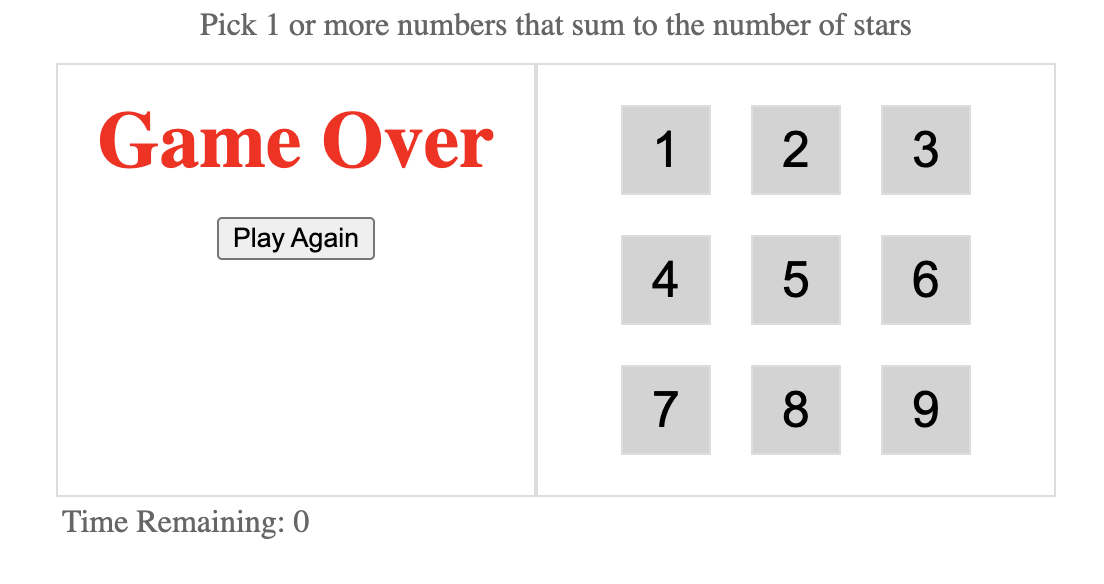 Pick 1 or more numbers that sum to the number of stars
Game Over
Play Again
1 2 3
4 5 6
7 8 9
Time Remaining: 0